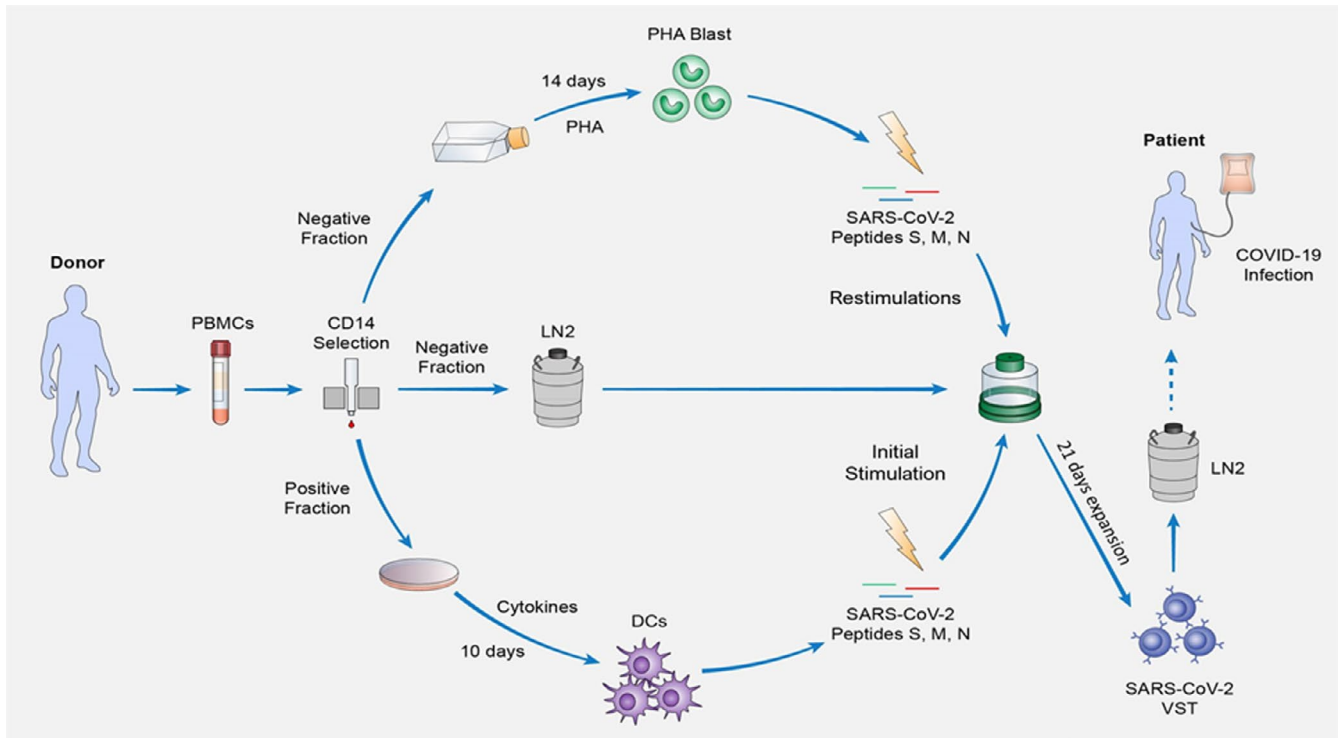 PHA Blast
14 days
PHA
Negative
Fraction
SARS-CoV-2
Peptides S, M, N
Restimulations
Patient
COVID-19
Infection
Donor
PBMCs
CD14
Selection
Negative
Fraction
LN2
Positive
Fraction
Cytokines
10 days
DCs
Initial
Stimulation
SARS-CoV-2
Peptides S, M, N
21 days expansion
LN2
SARS-CoV-2
VST